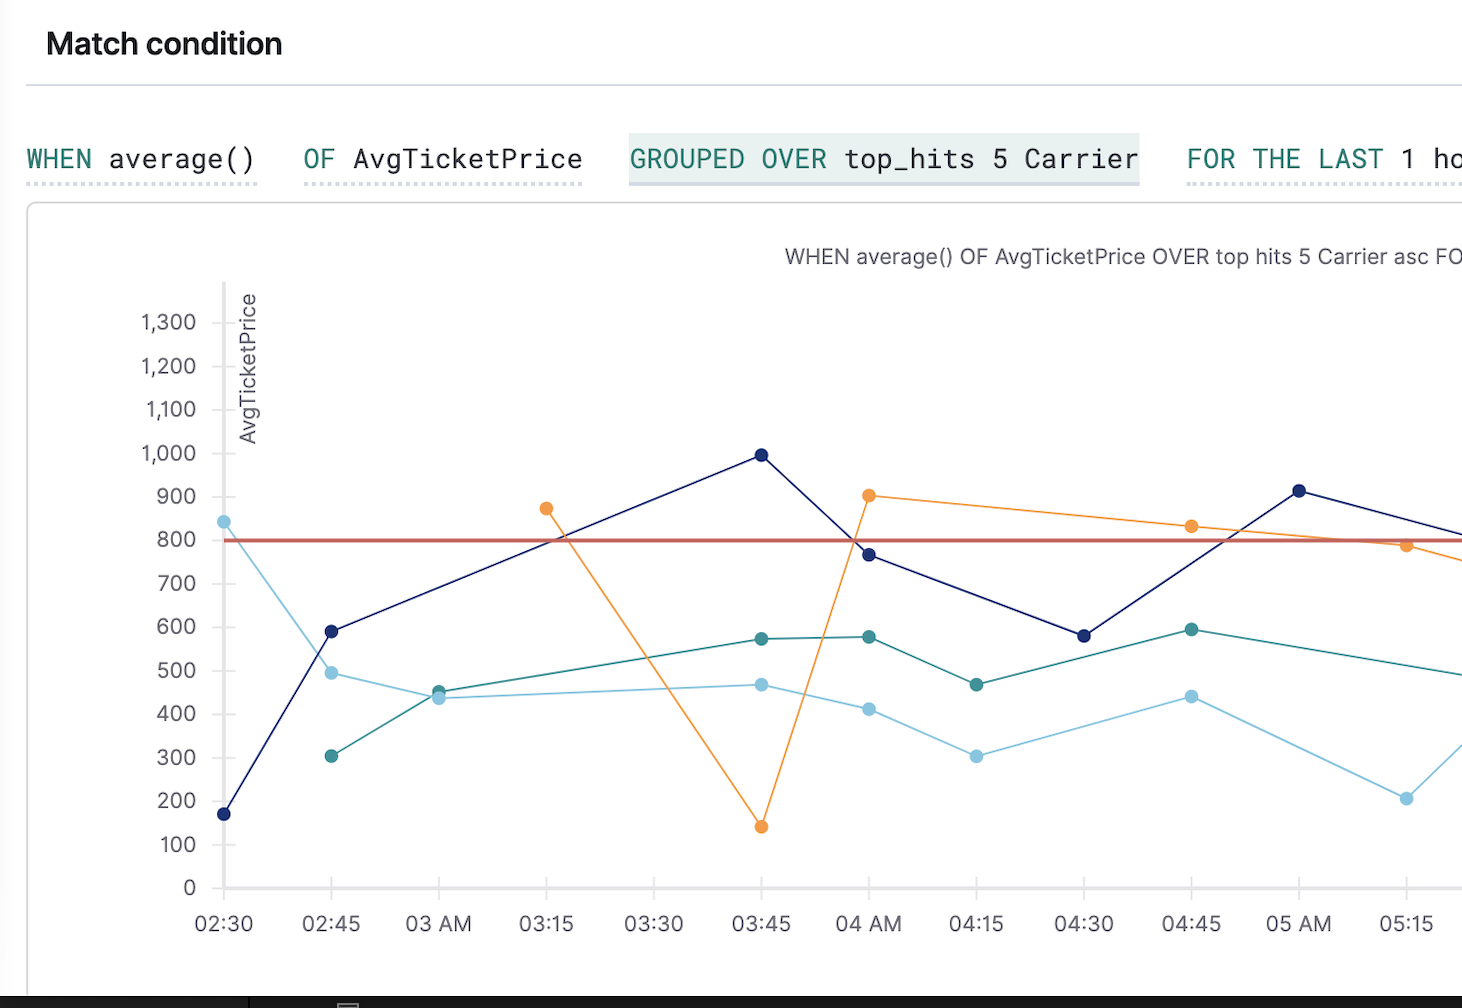 Match condition
WHEN average() OF AvgTicketPrice GROUPED OVER top_hits 5 Carrier FOR THE LAST 1 ho
WHEN average() OF AvgTicketPrice OVER top hits 5 Carrier asc FO
AvgTicketPrice
1,300
1,200
1,100
1,000
900
800
700
600
500
400
300
200
100
0
02:30 02:45 03 AM 03:15 03:30 03:45 04 AM 04:15 04:30 04:45 05 AM 05:15